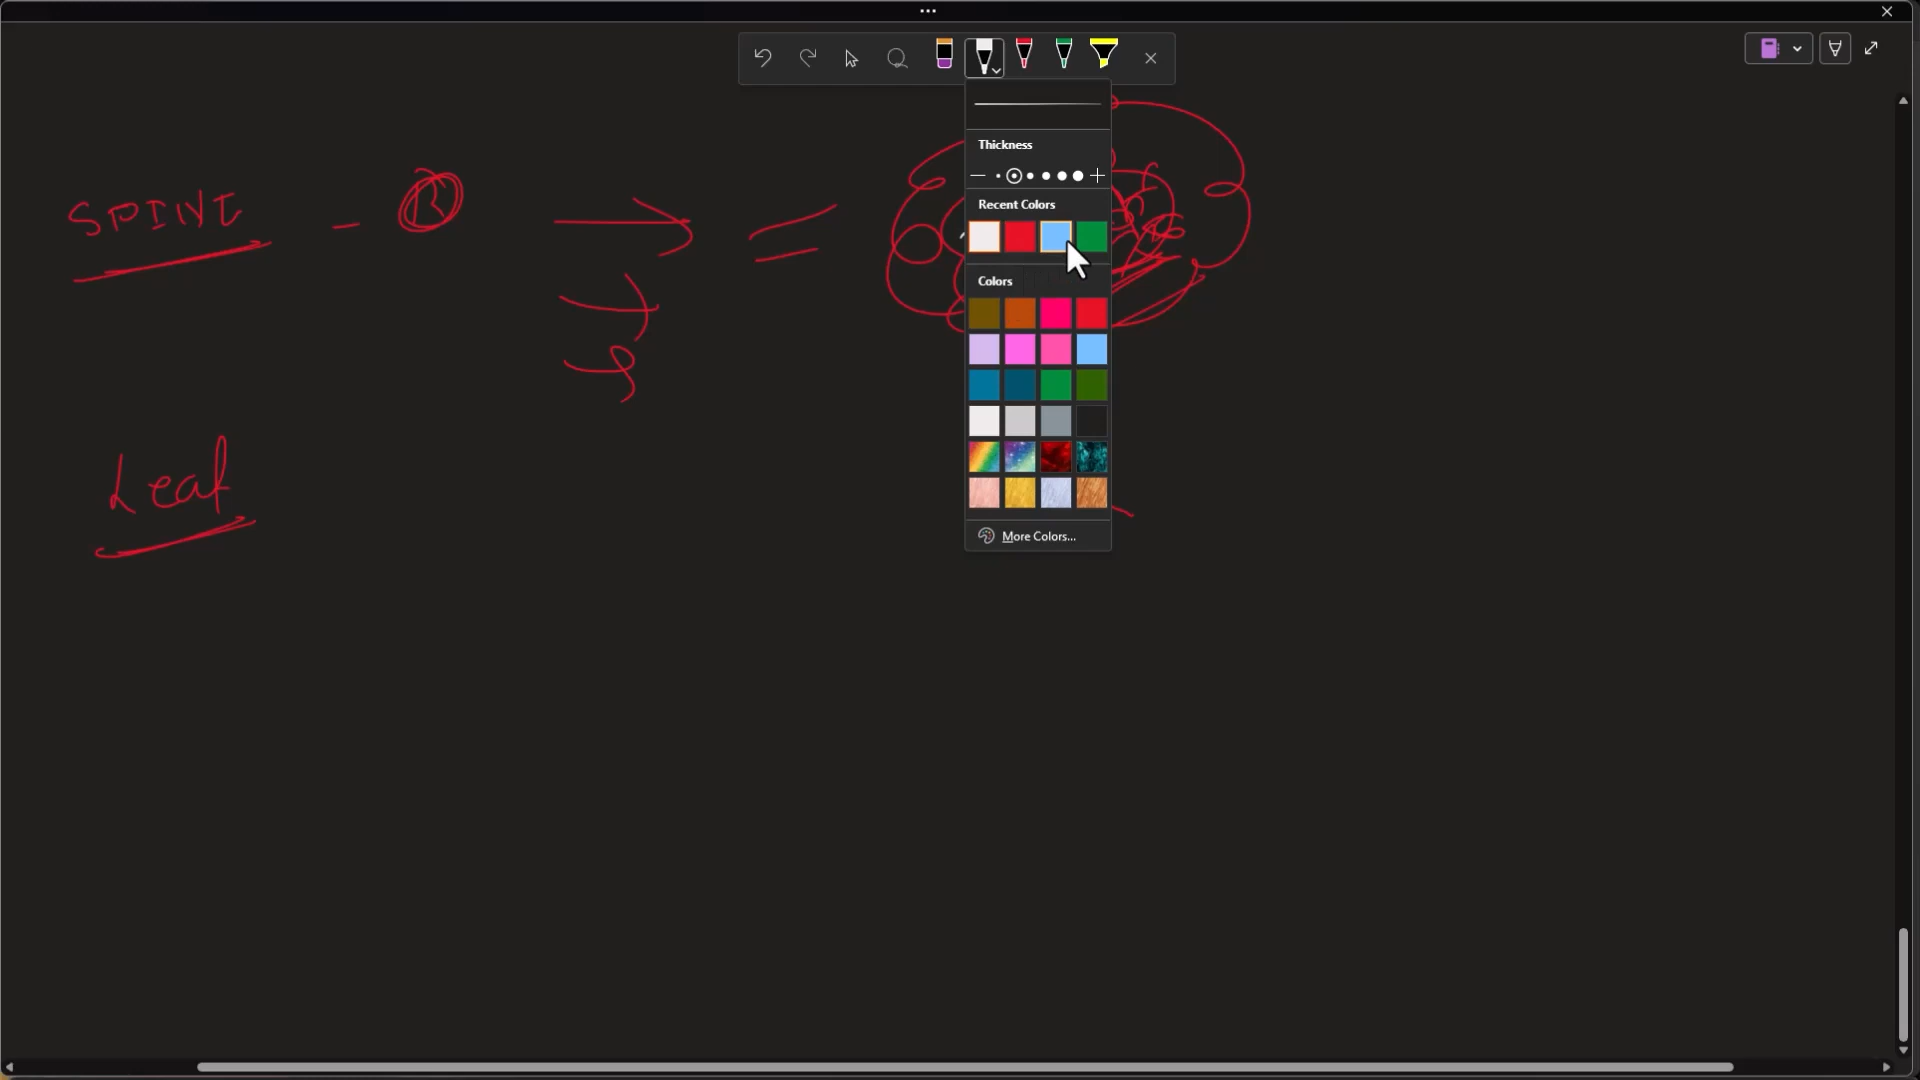 Thickness
Recent Colors
Colors
More Colors...
SPINE - R
=
Leaf